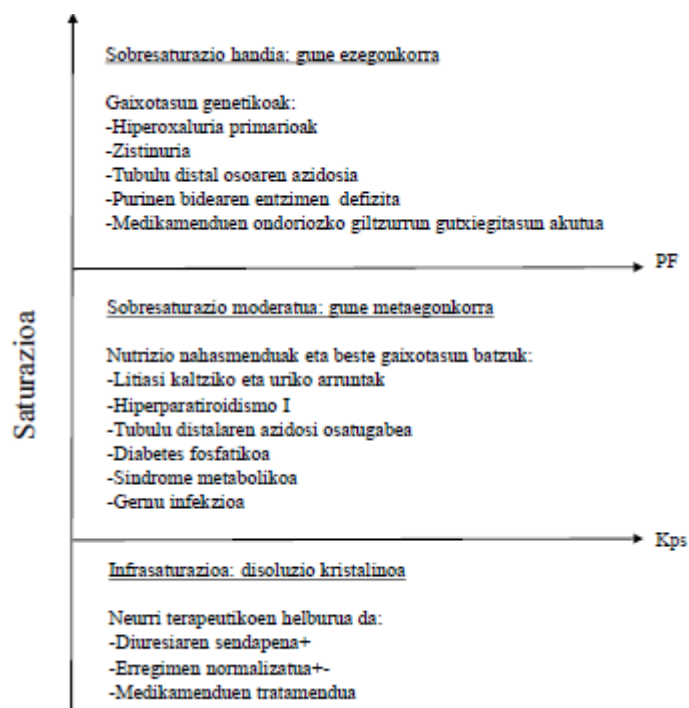 Sobresaturazio handia: gune ezegonkorra
Gaixotasun genetikoak:
-Hiperoxaluria primarioak
-Zistinuria
-Tubulu distal osoaren azidosia
-Purinen bidearen entzimen defizita
-Medikamenduen ondoriozko giltzurrun gutxiegitasun akutua
PF
Sobresaturazio moderatua: gune metaegonkorra
Nutrizio nahasmenduak eta beste gaixotasun batzuk:
-Litiasi kaltziko eta uriko arruntak
-Hiperparatiroidismo I
-Tubulu distalaren azidosi osatugabea
-Diabetes fosfatikoa
-Sindrome metabolikoa
-Gernu infekzioa
Saturazioa
Kps
Infrasaturazioa: disoluzio kristalinoa
Neurri terapeutikoen helburua da:
-Diuresiaren sendapena+
-Erregimen normalizatua+-
-Medikamenduen tratamendua